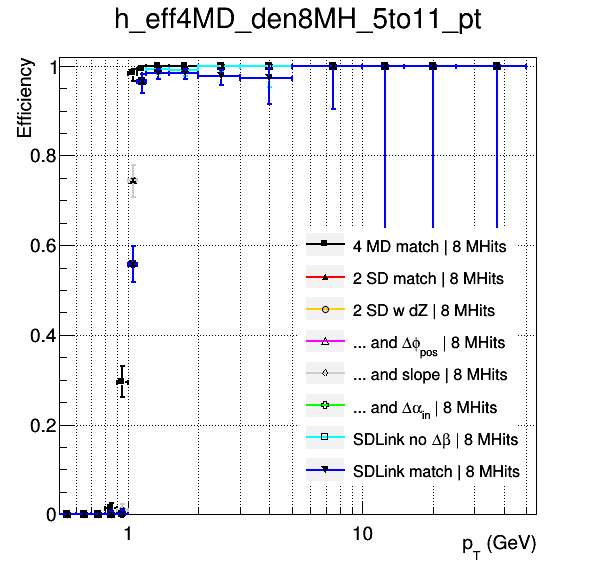 h_eff4MD_den8MH_5to11_pt
Efficiency
1
0.8
0.6
0.4
0.2
0
4 MD match | 8 MHits
2 SD match | 8 MHits
2 SD w dZ | 8 MHits
... and Δϕpos | 8 MHits
... and slope | 8 MHits
... and Δαin | 8 MHits
SDLink no Δβ | 8 MHits
SDLink match | 8 MHits
1 10
pT (GeV)